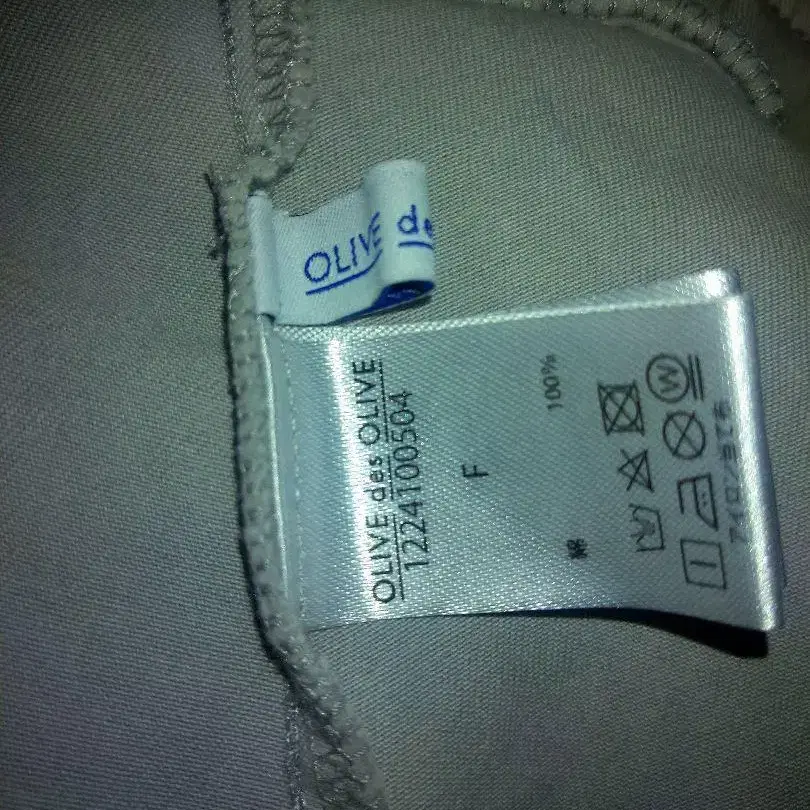 OLIVE de
OLIVE des OLIVE
1224100504
F
綿 100%
W